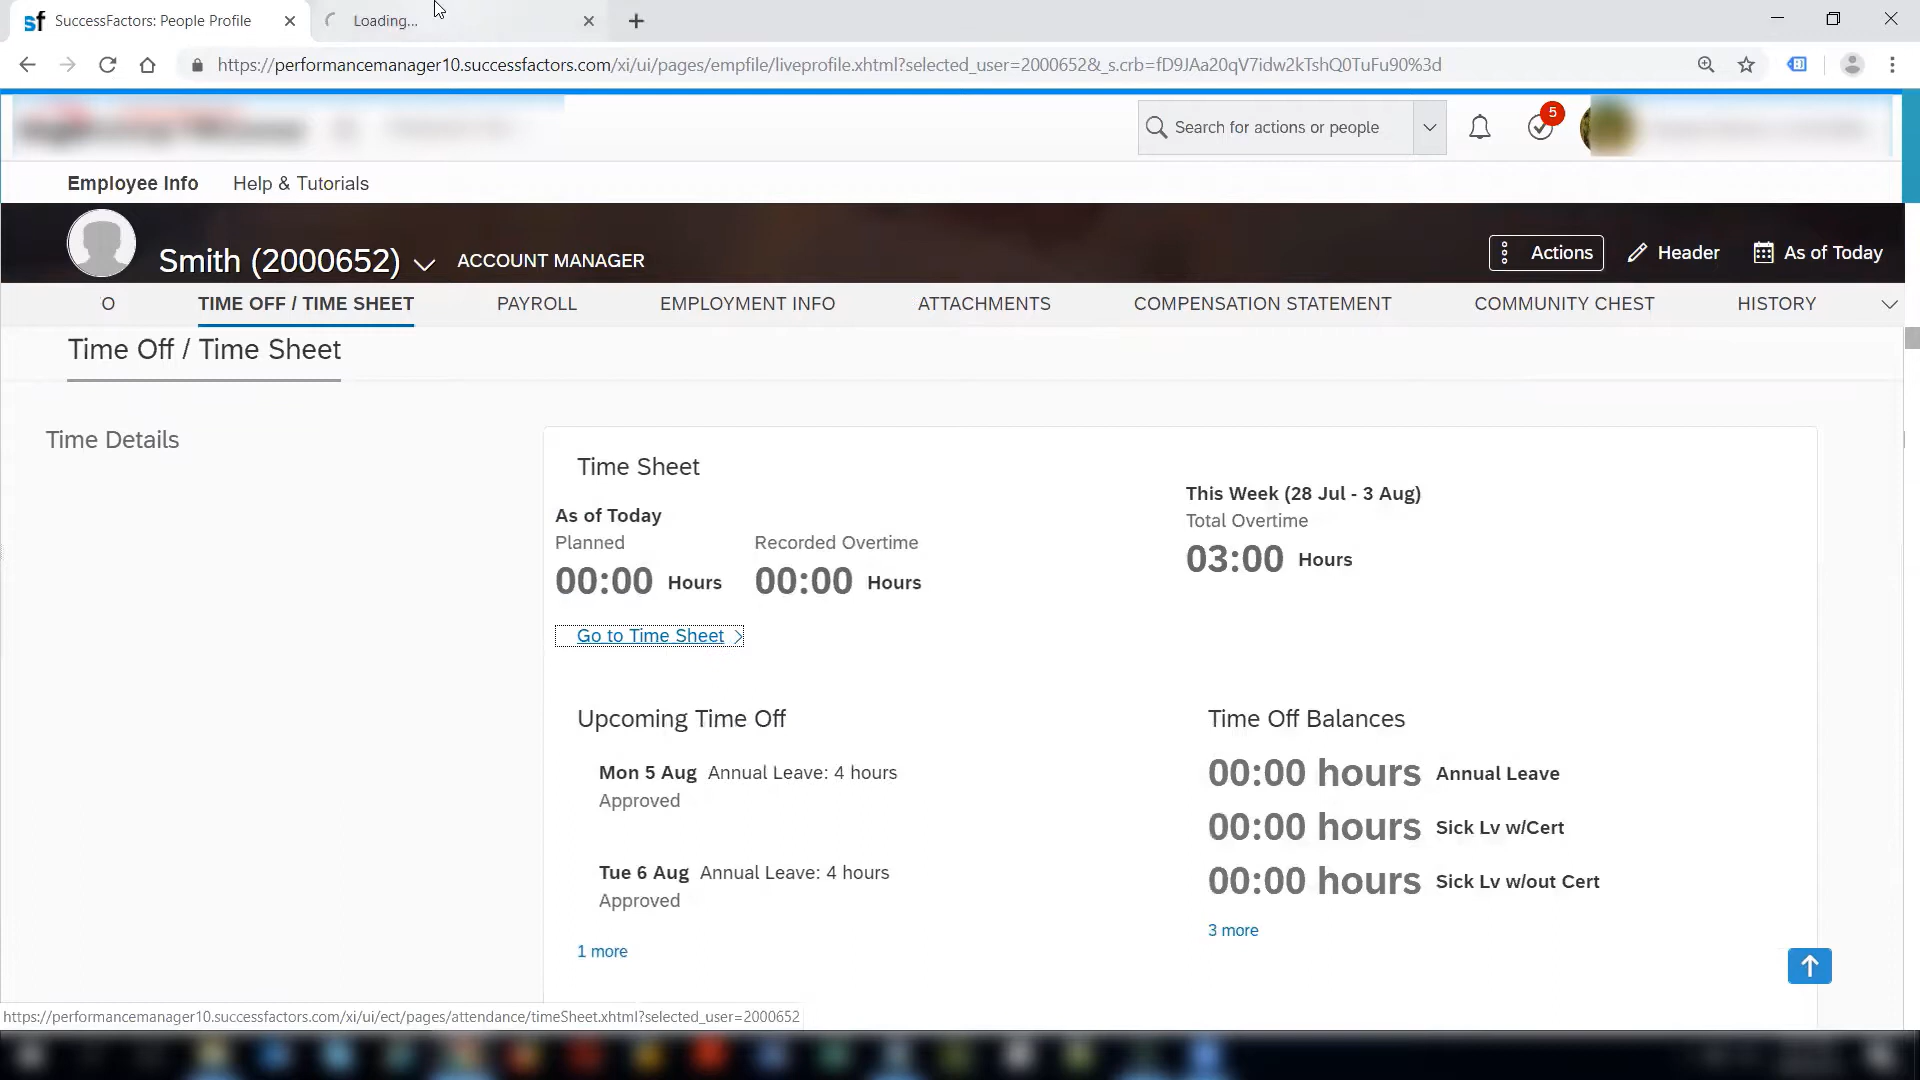 SuccessFactors: People Profile
Loading...
https://performancemanager10.successfactors.com/xi/ui/pages/empfile/liveprofile.xhtml?selected_user=2000652&_s.crb=fD9JAa20qV7idw2kTshQ0TuFu90%3d
Search for actions or people
5
Employee Info Help & Tutorials
Smith (2000652) ACCOUNT MANAGER
Actions Header As of Today
O TIME OFF / TIME SHEET PAYROLL EMPLOYMENT INFO ATTACHMENTS COMPENSATION STATEMENT COMMUNITY CHEST HISTORY
Time Off / Time Sheet
Time Details
Time Sheet
As of Today
Planned Recorded Overtime
00:00 Hours 00:00 Hours
This Week (28 Jul - 3 Aug)
Total Overtime
03:00 Hours
Go to Time Sheet
Upcoming Time Off
Mon 5 Aug Annual Leave: 4 hours
Approved
Tue 6 Aug Annual Leave: 4 hours
Approved
1 more
Time Off Balances
00:00 hours Annual Leave
00:00 hours Sick Lv w/Cert
00:00 hours Sick Lv w/out Cert
3 more
https://performancemanager10.successfactors.com/xi/ui/ect/pages/attendance/timeSheet.xhtml?selected_user=2000652